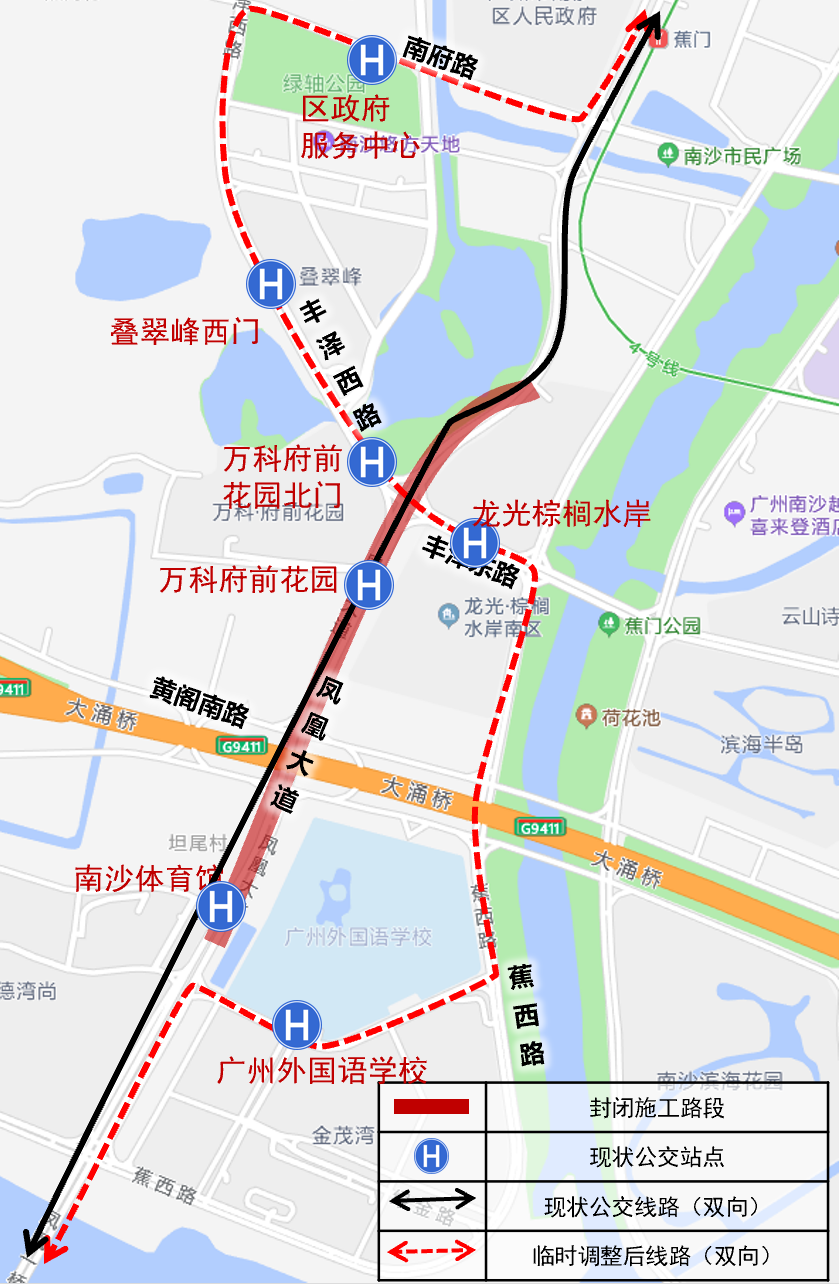 区人民政府
蕉门
南府路
绿轴公园
区政府
服务中心
南沙市民广场
叠翠峰
叠翠峰西门
丰泽西路
4号线
万科府前
花园北门
万科·府前花园
龙光棕榈水岸
广州南沙越
喜来登酒店
丰泽东路
万科府前花园
龙光·棕榈
水岸南区
蕉门公园
云山诗
黄阁南路
凤凰大道
荷花池
G9411
大涌桥
G9411
滨海半岛
大涌桥
G9411
大涌桥
坦尾村
凤凰大
南沙体育馆
蕉西路
广州外国语学校
德湾尚
蕉西路
广州外国语学校
南沙滨海花园
金茂湾
蕉西路
封闭施工路段
现状公交站点
现状公交线路（双向）
临时调整后线路（双向）